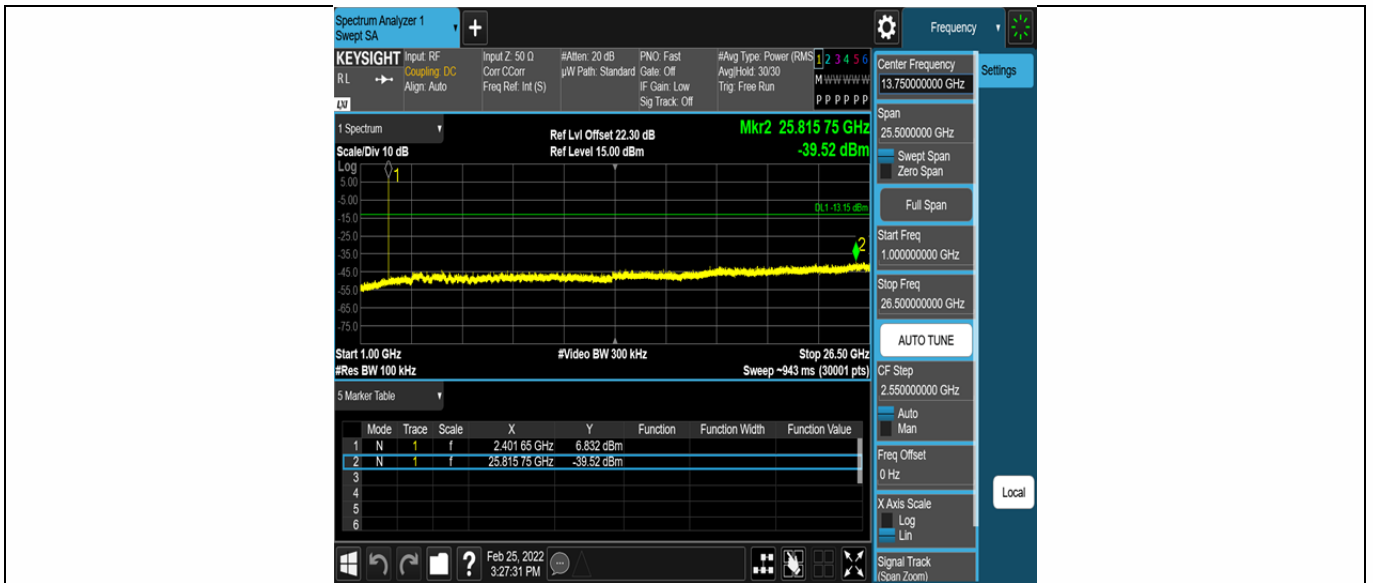 Spectrum Analyzer 1
Swept SA
+
Frequency
KEYSIGHT
RL
LXI
Input: RF
Coupling: DC
Align: Auto
Input Z: 50 Ω
Corr CCorr
Freq Ref: Int (S)
#Atten: 20 dB
µW Path: Standard
PNO: Fast
Gate: Off
IF Gain: Low
Sig Track: Off
#Avg Type: Power (RMS
Avg|Hold: 30/30
Trig: Free Run
1 2 3 4 5 6
M W W W W W
P P P P P P
Center Frequency
13.750000000 GHz
Settings
Span
25.5000000 GHz
Swept Span
Zero Span
Full Span
Start Freq
1.000000000 GHz
Stop Freq
26.500000000 GHz
AUTO TUNE
CF Step
2.550000000 GHz
Auto
Man
Freq Offset
0 Hz
X Axis Scale
Log
Lin
Signal Track
(Span Zoom)
Local
1 Spectrum
Scale/Div 10 dB
Log
Ref Lvl Offset 22.30 dB
Ref Level 15.00 dBm
Mkr2 25.815 75 GHz
-39.52 dBm
1
5.00
-5.00
-15.0
DL1 -13.15 dBm
-25.0
2
-35.0
-45.0
-55.0
-65.0
-75.0
Start 1.00 GHz
#Res BW 100 kHz
#Video BW 300 kHz
Stop 26.50 GHz
Sweep ~943 ms (30001 pts)
5 Marker Table
Mode Trace Scale X Y Function Function Width Function Value
1 N 1 f 2.401 65 GHz 6.832 dBm
2 N 1 f 25.815 75 GHz -39.52 dBm
3
4
5
6
?
Feb 25, 2022
3:27:31 PM